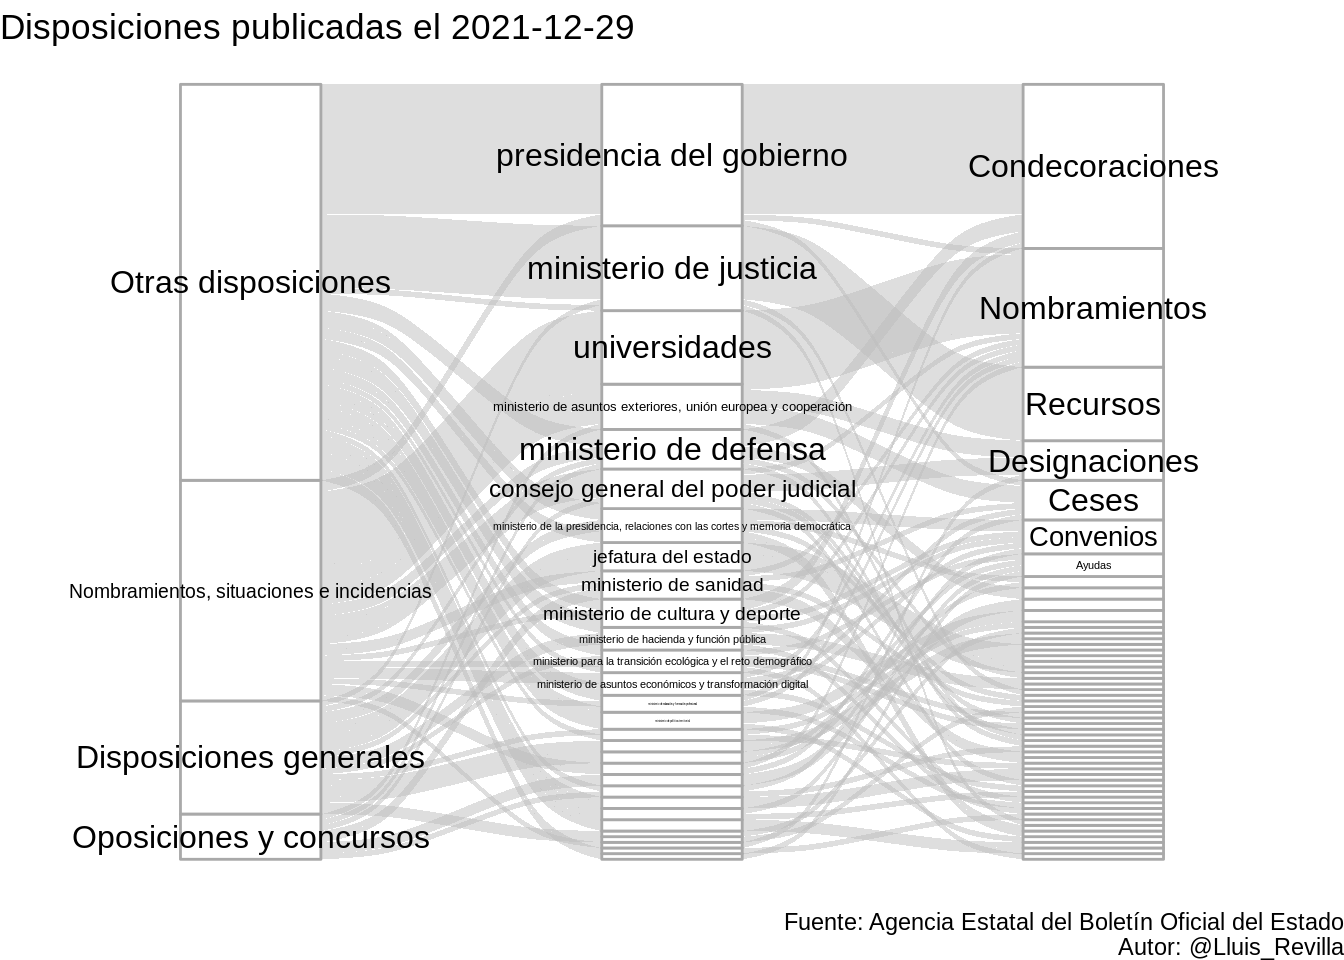 Disposiciones publicadas el 2021-12-29
Otras disposiciones
Nombramientos, situaciones e incidencias
Disposiciones generales
Oposiciones y concursos
presidencia del gobierno
ministerio de justicia
universidades
ministerio de asuntos exteriores, unión europea y cooperación
ministerio de defensa
consejo general del poder judicial
ministerio de la presidencia, relaciones con las cortes y memoria democrática
jefatura del estado
ministerio de sanidad
ministerio de cultura y deporte
ministerio de hacienda y función pública
ministerio para la transición ecológica y el reto demográfico
ministerio de asuntos económicos y transformación digital
Condecoraciones
Nombramientos
Recursos
Designaciones
Ceses
Convenios
Ayudas
Fuente: Agencia Estatal del Boletín Oficial del Estado
Autor: @Lluis_Revilla